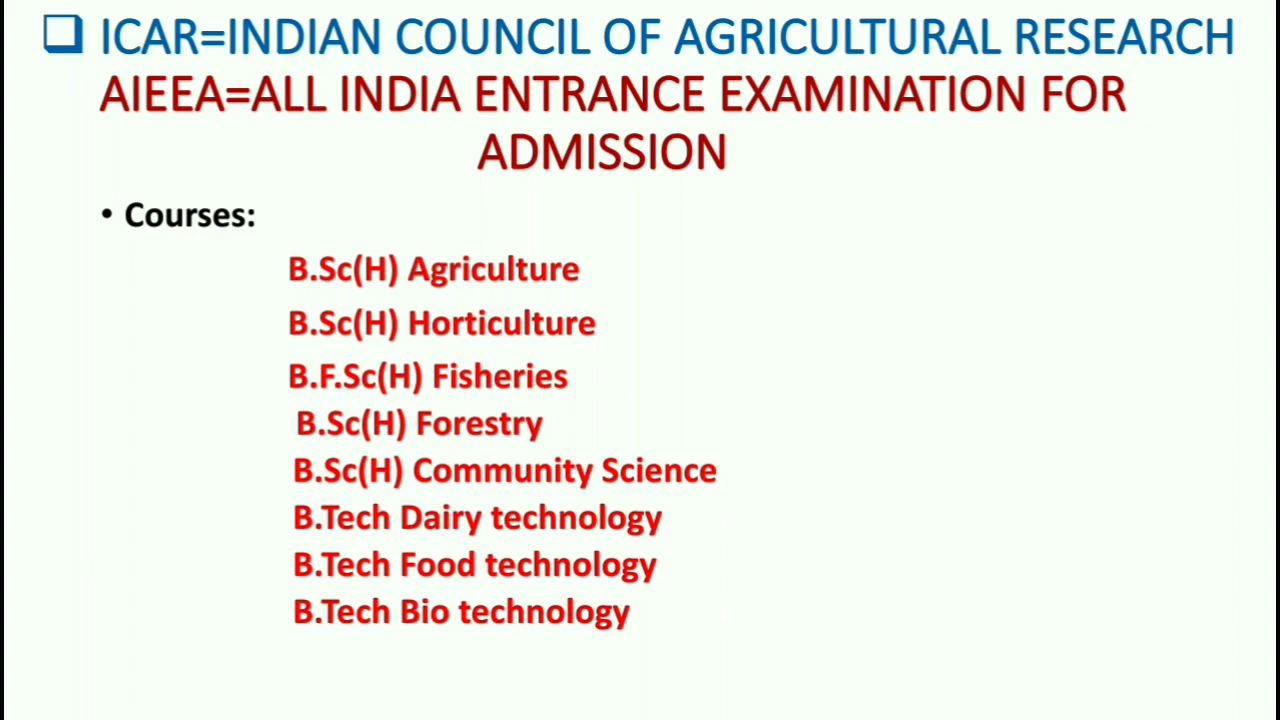 ❑ ICAR=INDIAN COUNCIL OF AGRICULTURAL RESEARCH
AIEEA=ALL INDIA ENTRANCE EXAMINATION FOR
ADMISSION
• Courses:
B.Sc(H) Agriculture
B.Sc(H) Horticulture
B.F.Sc(H) Fisheries
B.Sc(H) Forestry
B.Sc(H) Community Science
B.Tech Dairy technology
B.Tech Food technology
B.Tech Bio technology